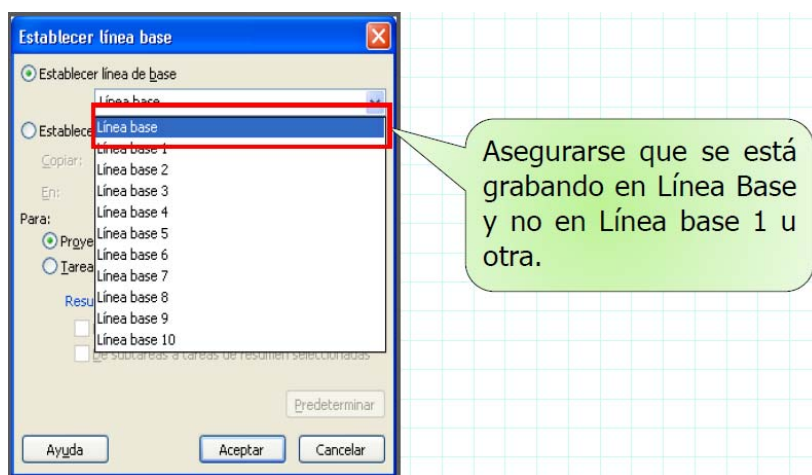 Establecer línea base
Establecer línea de base
Línea base
Establece
Línea base
Línea base 1
Copiar:
Línea base 2
En:
Línea base 3
Línea base 4
Para:
Línea base 5
Proye
Línea base 6
Tarea
Línea base 7
Resu
Línea base 8
Línea base 9
Línea base 10
De subtareas a tareas de resumen seleccionadas
Predeterminar
Ayuda
Aceptar
Cancelar
Asegurarse que se está
grabando en Línea Base
y no en Línea base 1 u
otra.